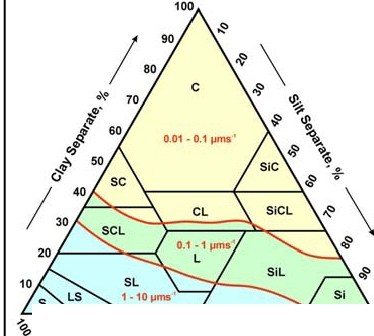 100
90
80
70
60
50
40
30
20
10
100
Clay Separate, %
10
20
30
40
50
60
70
80
90
Silt Separate, %
C
0.01 - 0.1 µms⁻¹
SiC
SC
CL
SiCL
SCL
0.1 - 1 µms⁻¹
L
SiL
SL
1 - 10 µms⁻¹
LS
S
Si